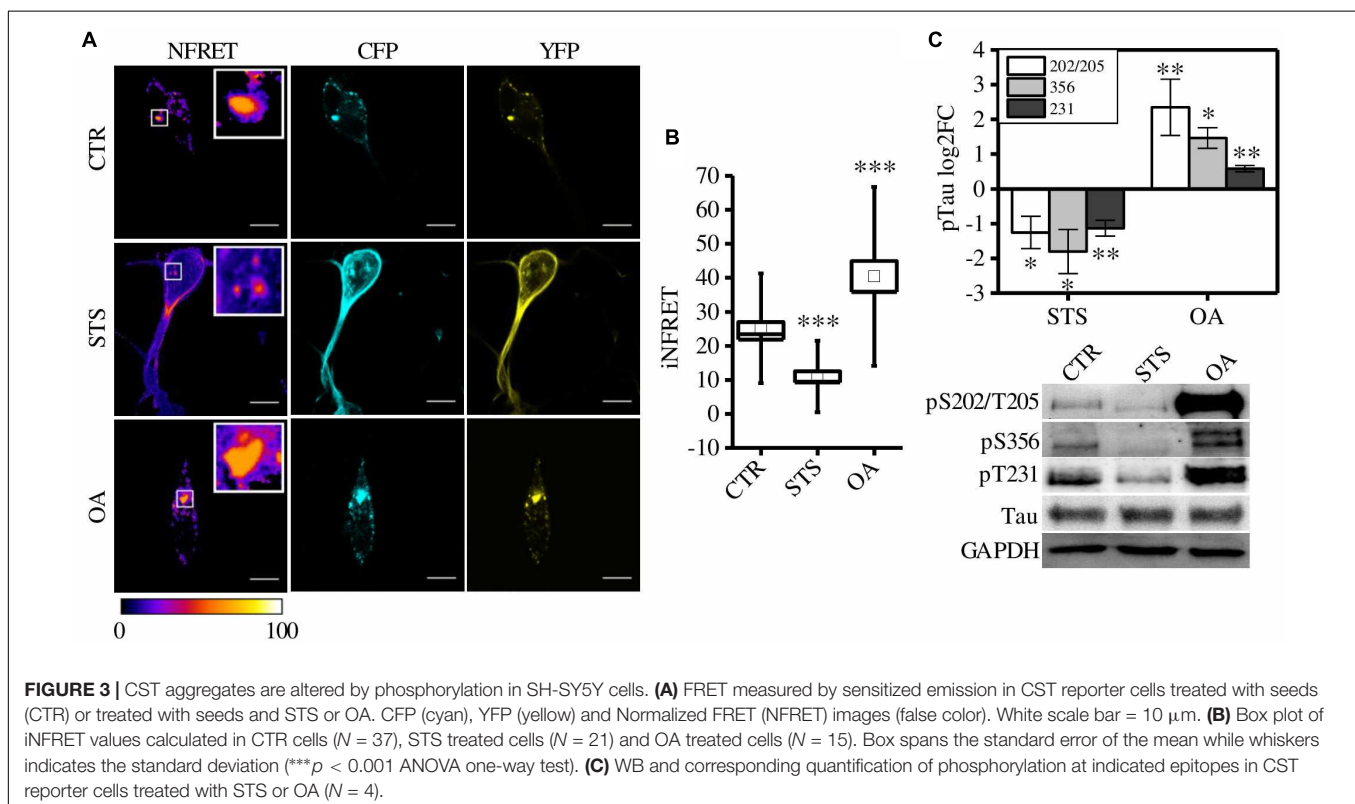 A
NFRET CFP YFP
CTR
STS
OA
0 100
B
iNFRET
70
60
50
40
30
20
10
0
-10
***
***
CTR STS OA
C
pTau log2FC
4
3
2
1
0
-1
-2
-3
202/205
356
231
** * **
* * **
STS OA
CTR STS OA
pS202/T205
pS356
pT231
Tau
GAPDH
FIGURE 3 | CST aggregates are altered by phosphorylation in SH-SY5Y cells. (A) FRET measured by sensitized emission in CST reporter cells treated with seeds
(CTR) or treated with seeds and STS or OA. CFP (cyan), YFP (yellow) and Normalized FRET (NFRET) images (false color). White scale bar = 10 μm. (B) Box plot of
iNFRET values calculated in CTR cells (N = 37), STS treated cells (N = 21) and OA treated cells (N = 15). Box spans the standard error of the mean while whiskers
indicates the standard deviation (***p < 0.001 ANOVA one-way test). (C) WB and corresponding quantification of phosphorylation at indicated epitopes in CST
reporter cells treated with STS or OA (N = 4).